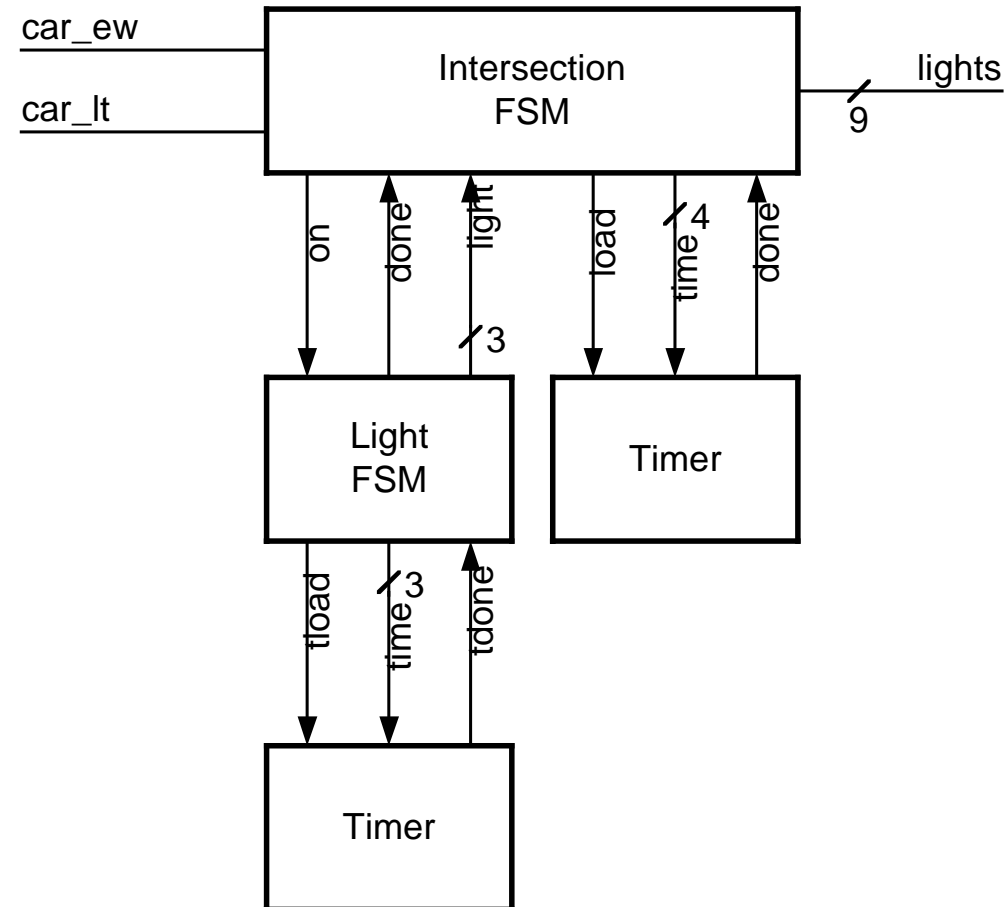 car_ew
Intersection
FSM
lights
car_lt
9
on
done
light
3
load
4
time
done
Light
FSM
Timer
tload
3
time
tdone
Timer